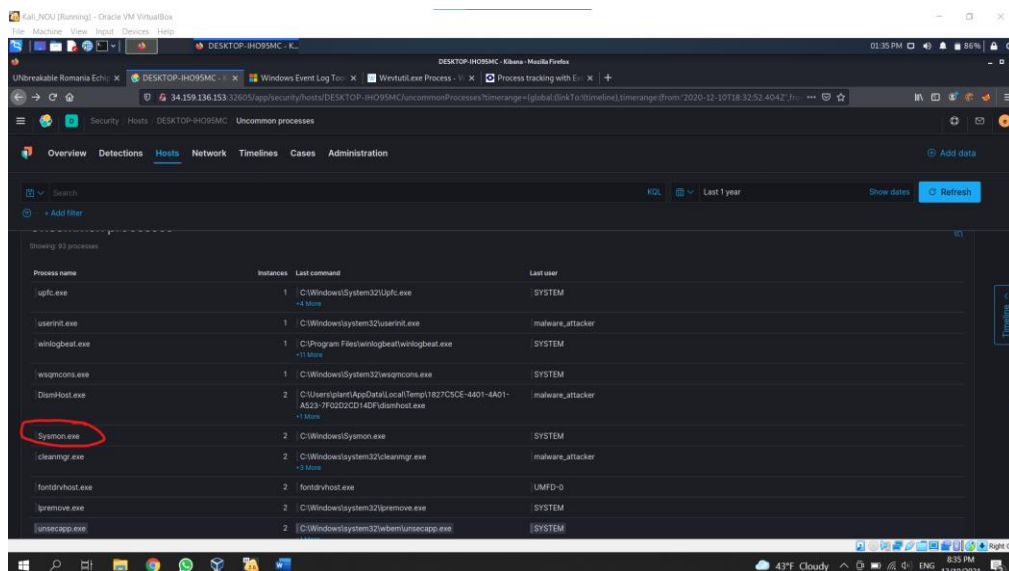 Kali_NOU [Running] - Oracle VM VirtualBox
File Machine View Input Devices Help
DESKTOP-IHO95MC - K...
01:35 PM
86%
DESKTOP-IHO95MC - Kibana - Mozilla Firefox
UNbreakable Romania Echip
DESKTOP-IHO95MC - K
Windows Event Log Too
WevtutiLexe Process - W
Process tracking with Ex
34.159.136.153:32605/app/security/hosts/DESKTOP-IHO95MC/uncommonProcesses?timerange=(global:(linkTo:!(timeline),timerange:(from:'2020-12-10T18:32:52.404Z',fr
D Security Hosts DESKTOP-IHO95MC Uncommon processes
Overview Detections Hosts Network Timelines Cases Administration
Add data
Search KQL Last 1 year Show dates Refresh
+ Add filter
Showing: 93 processes
Process name Instances Last command Last user
upfc.exe 1 C:\Windows\System32\Upfc.exe SYSTEM
+4 More
userinit.exe 1 C:\Windows\system32\userinit.exe malware_attacker
winlogbeat.exe 1 C:\Program Files\winlogbeat\winlogbeat.exe SYSTEM
+11 More
wsqmcons.exe 1 C:\Windows\System32\wsqmcons.exe SYSTEM
DismHost.exe 2 C:\Users\plant\AppData\Local\Temp\1827C5CE-4401-4A01-
A523-7F02D2CD14DF\dismhost.exe malware_attacker
+1 More
Sysmon.exe 2 C:\Windows\Sysmon.exe SYSTEM
cleanmgr.exe 2 C:\Windows\system32\cleanmgr.exe malware_attacker
+3 More
fontdrvhost.exe 2 fontdrvhost.exe UMFD-0
lpremove.exe 2 C:\Windows\system32\lpremove.exe SYSTEM
unsecapp.exe 2 C:\Windows\system32\wbem\unsecapp.exe SYSTEM
Timeline
Right
43°F Cloudy ENG 8:35 PM